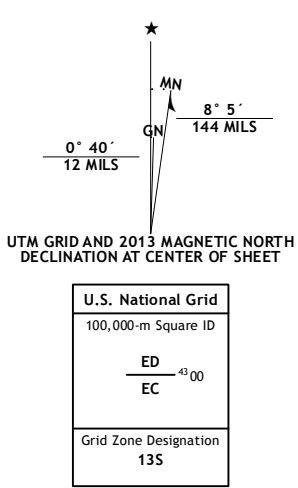 ★
MN
8° 5´
144 MILS
GN
0° 40´
12 MILS
UTM GRID AND 2013 MAGNETIC NORTH
DECLINATION AT CENTER OF SHEET
U.S. National Grid
100,000-m Square ID
ED
4300
EC
Grid Zone Designation
13S